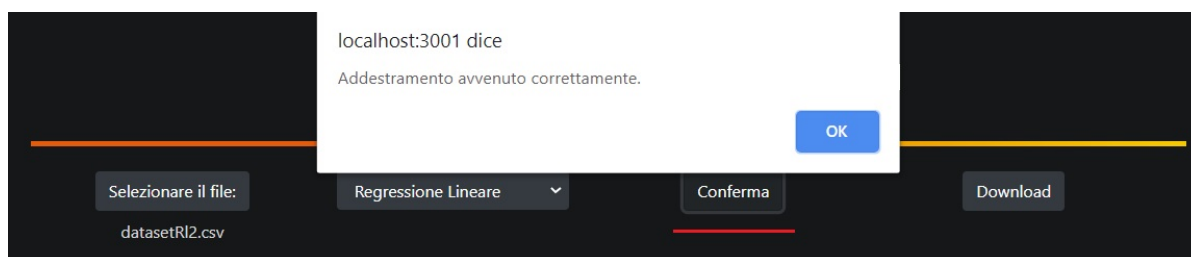 localhost:3001 dice
Addestramento avvenuto correttamente.
OK
Selezionare il file:
Regressione Lineare
Conferma
Download
datasetRl2.csv